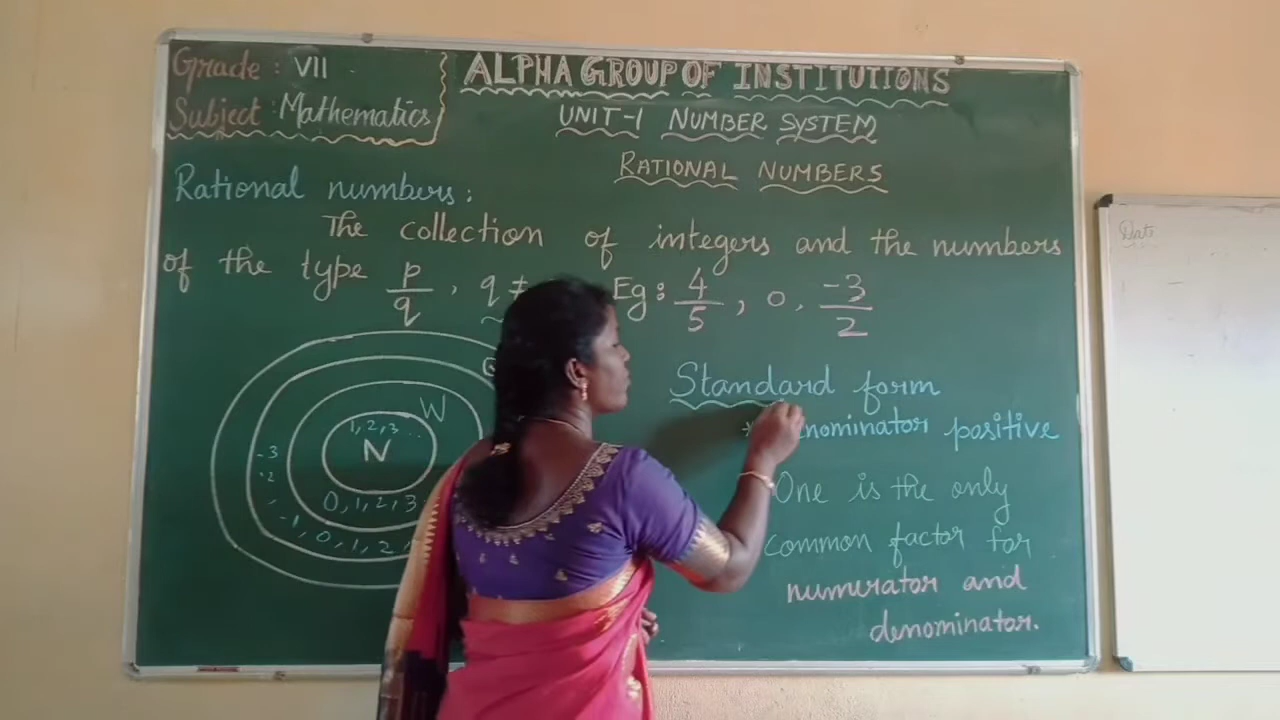 Grade : VII
Subject : Mathematics
ALPHA GROUP OF INSTITUTIONS
UNIT-1 NUMBER SYSTEM
RATIONAL NUMBERS
Rational numbers :
The collection of integers and the numbers
of the type p/q , q ≠ Eg : 4/5 , 0 , -3/2
W
1, 2, 3 ...
N
0, 1, 2, 3
-3
-2
-1, 0, 1, 2
Standard form
* enominator positive
One is the only
common factor for
numerator and
denominator.
Date